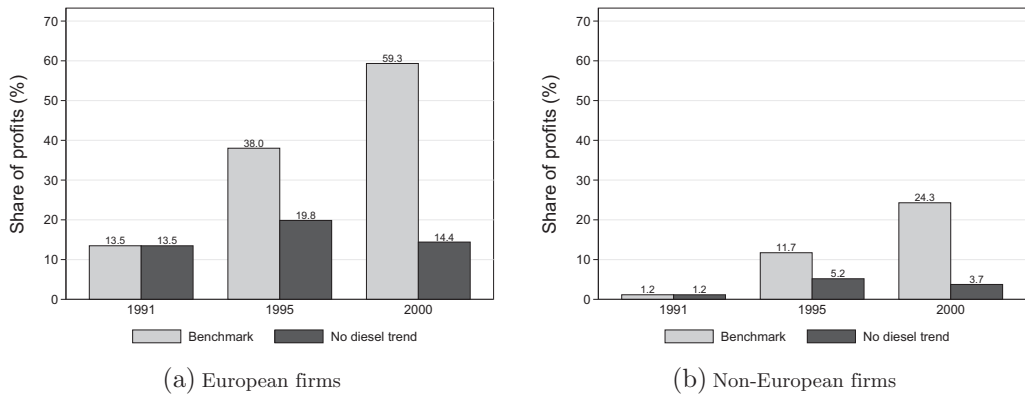 Share of profits (%)
70
60
50
40
30
20
10
0
13.5 13.5
38.0 19.8
59.3 14.4
1991 1995 2000
Benchmark No diesel trend
(a) European firms
Share of profits (%)
70
60
50
40
30
20
10
0
1.2 1.2
11.7 5.2
24.3 3.7
1991 1995 2000
Benchmark No diesel trend
(b) Non-European firms